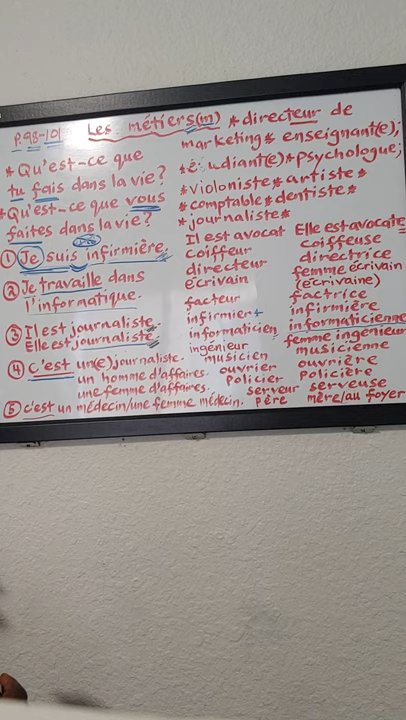 P.98-101 Les métiers(m) *directeur de
marketing* enseignant(e);
*é udiant(e)*psychologue;
*violoniste*artiste*
*comptable*dentiste*
*journaliste*
*Qu'est-ce que
tu fais dans la vie?
*Qu'est-ce que vous
faites dans la vie?
① Je suis infirmière.
② Je travaille dans
l'informatique.
③ Il est journaliste.
Elle est journaliste.
④ c'est un(e) journaliste.
un homme d'affaires.
une femme d'affaires.
⑤ c'est un médecin/une femme médecin.
Il est avocat Elle est avocate
coiffeur coiffeuse
directeur directrice
écrivain femme écrivain
(écrivaine)
facteur factrice
infirmier infirmière
informaticien informaticienne
ingénieur femme ingénieur
musicien musicienne
ouvrier ouvrière
policier policière
serveur serveuse
père mère/au foyer